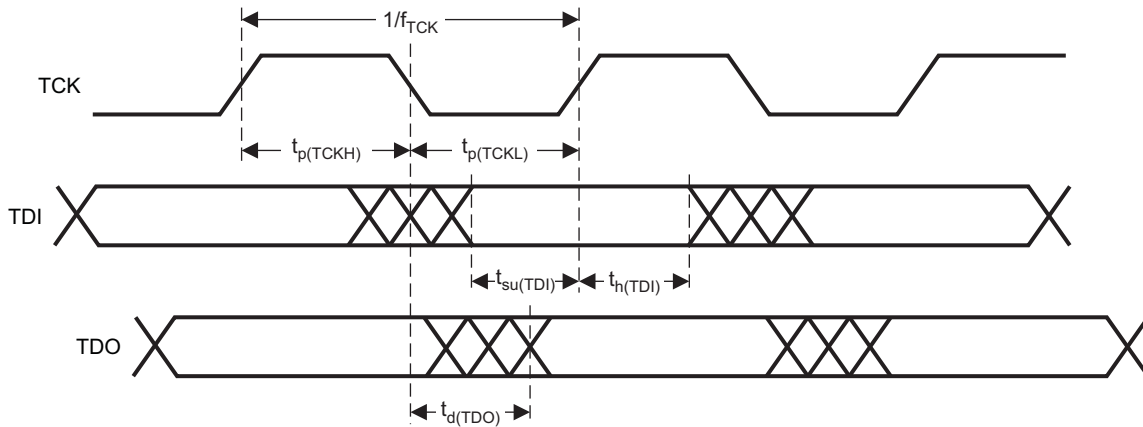 1/fTCK
TCK
tp(TCKH)
tp(TCKL)
TDI
tsu(TDI)
th(TDI)
TDO
td(TDO)